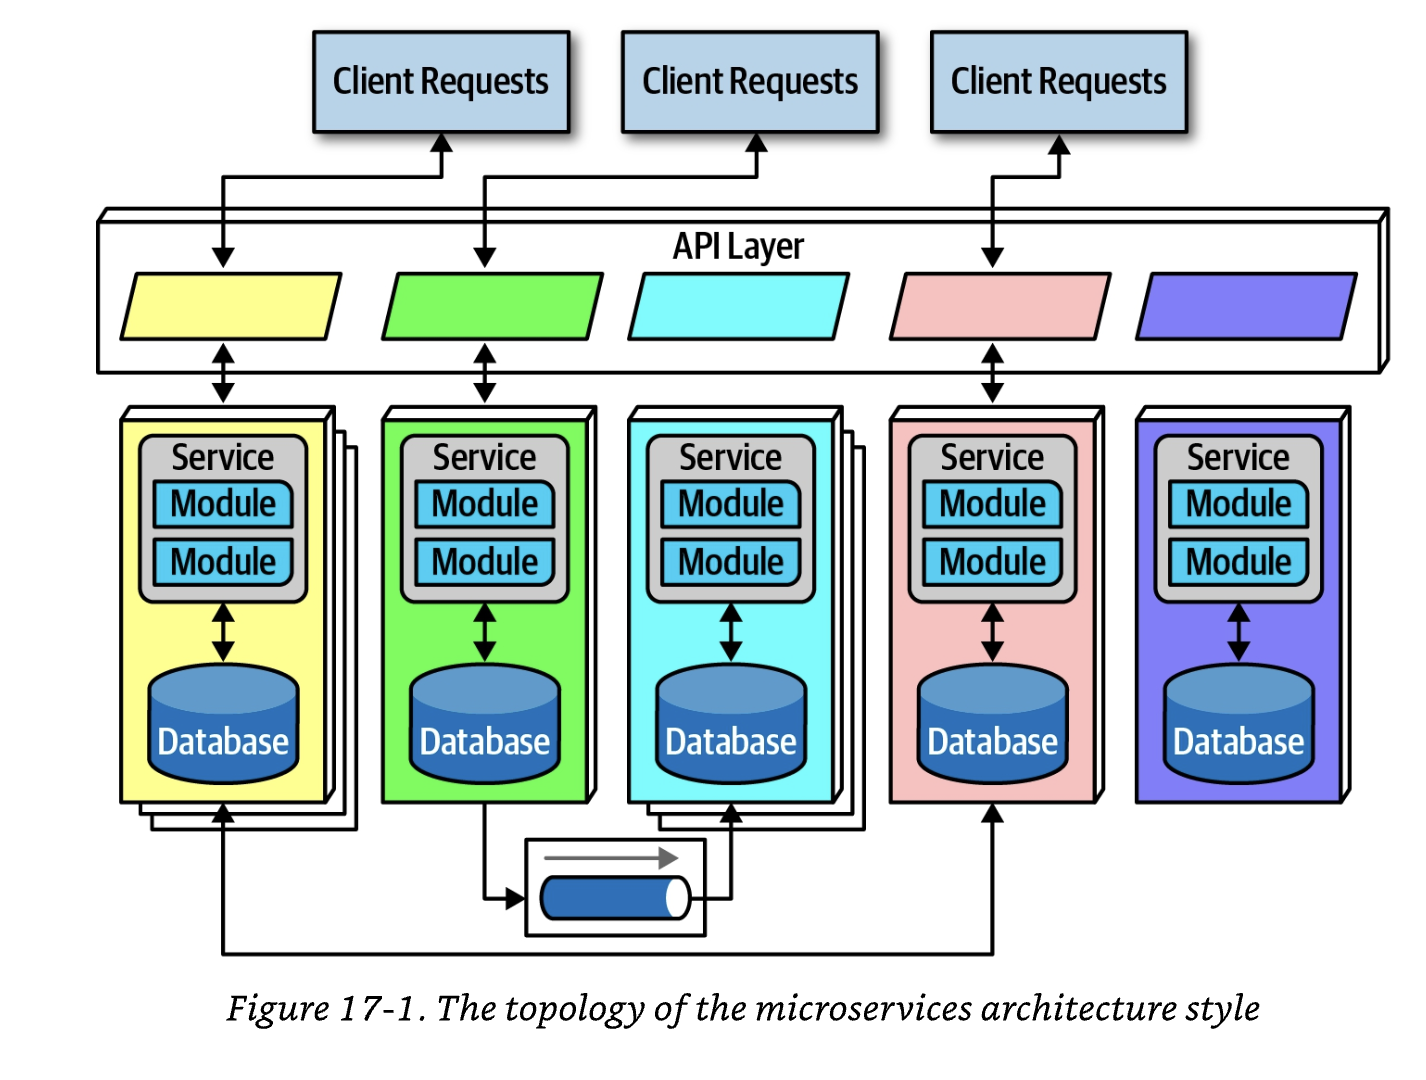 Client Requests
Client Requests
Client Requests
API Layer
Service
Module
Module
Database
Service
Module
Module
Database
Service
Module
Module
Database
Service
Module
Module
Database
Service
Module
Module
Database
Figure 17-1. The topology of the microservices architecture style